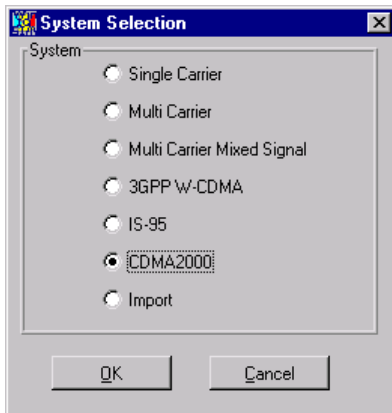 System Selection
System
Single Carrier
Multi Carrier
Multi Carrier Mixed Signal
3GPP W-CDMA
IS-95
CDMA2000
Import
OK
Cancel